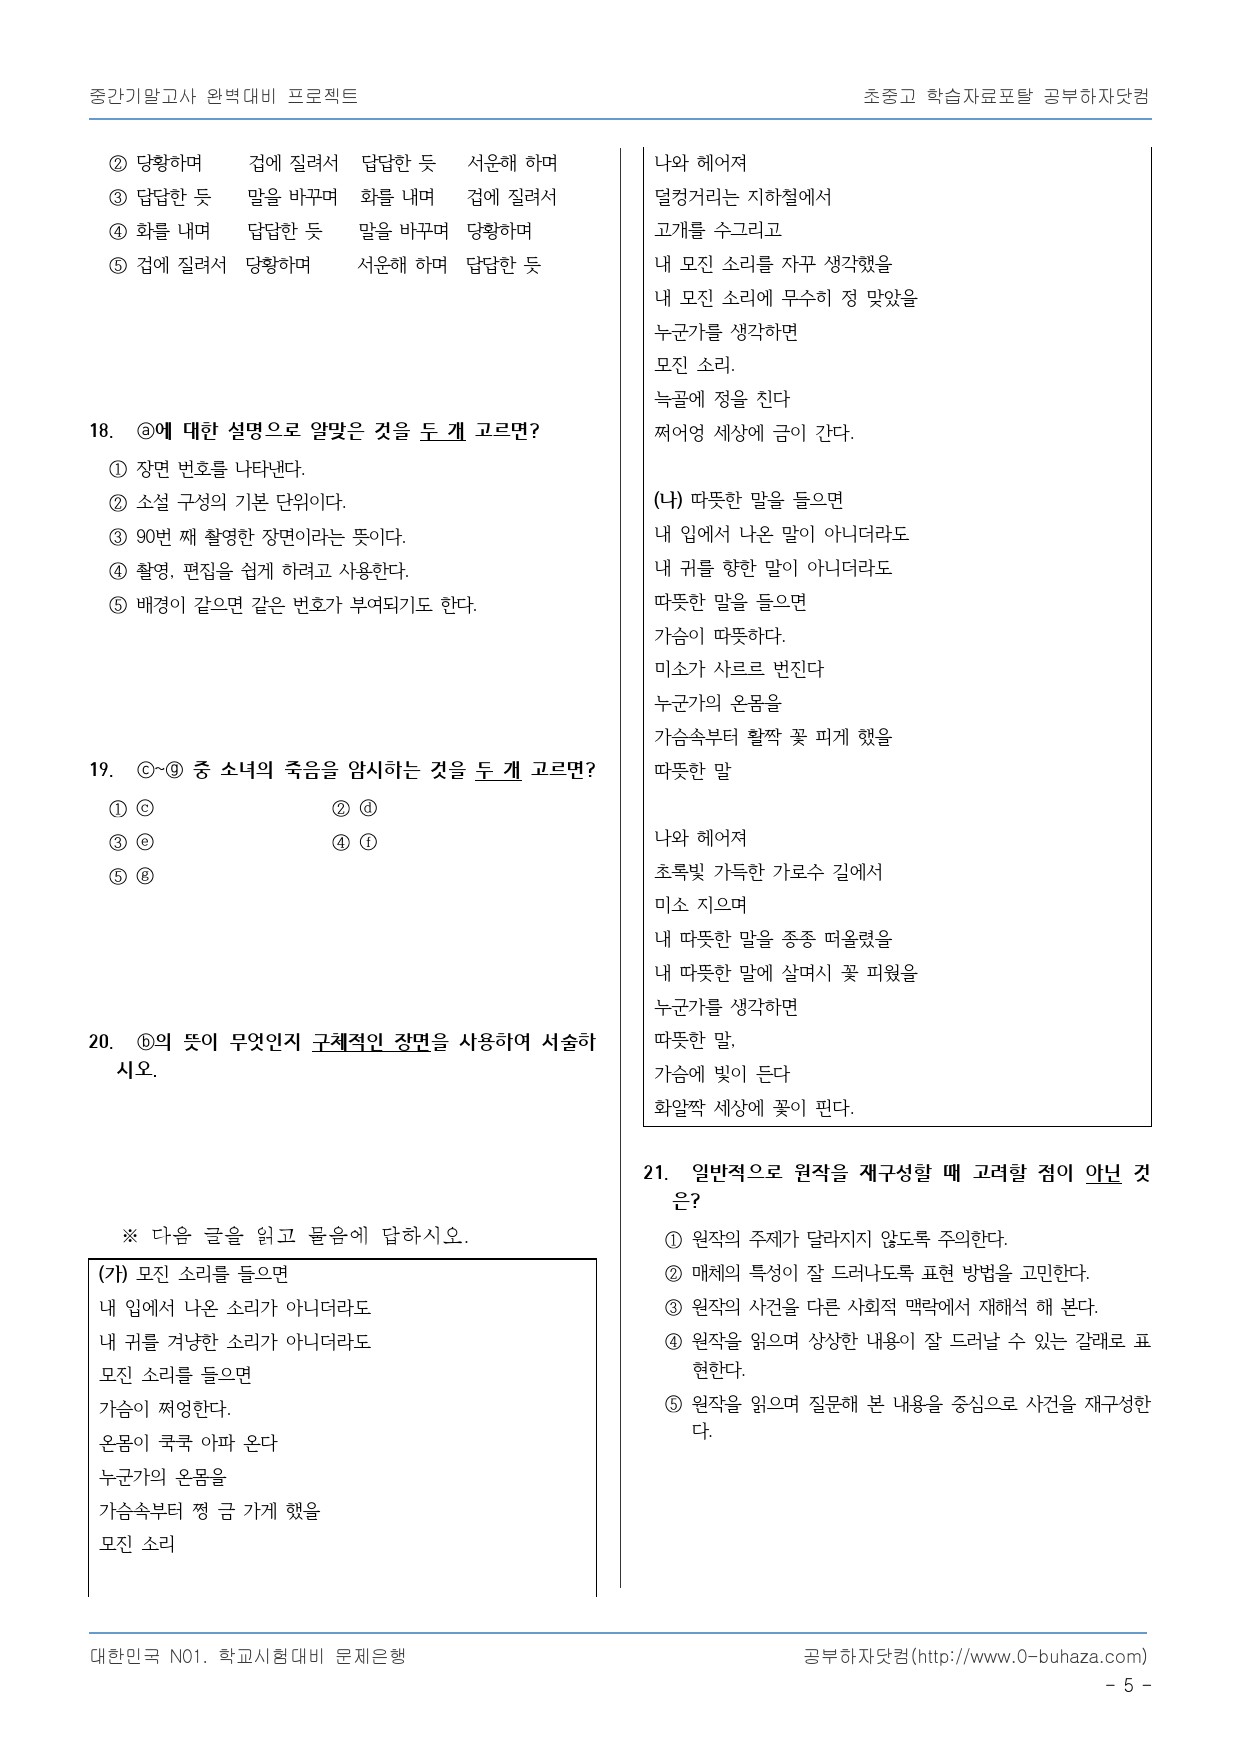 중간기말고사 완벽대비 프로젝트
초중고 학습자료포탈 공부하자닷컴
② 당황하며 겁에 질려서 답답한 듯 서운해 하며
③ 답답한 듯 말을 바꾸며 화를 내며 겁에 질려서
④ 화를 내며 답답한 듯 말을 바꾸며 당황하며
⑤ 겁에 질려서 당황하며 서운해 하며 답답한 듯
18. ⓐ에 대한 설명으로 알맞은 것을 두 개 고르면?
① 장면 번호를 나타낸다.
② 소설 구성의 기본 단위이다.
③ 90번 째 촬영한 장면이라는 뜻이다.
④ 촬영, 편집을 쉽게 하려고 사용한다.
⑤ 배경이 같으면 같은 번호가 부여되기도 한다.
19. ⓒ~ⓖ 중 소녀의 죽음을 암시하는 것을 두 개 고르면?
① ⓒ ② ⓓ
③ ⓔ ④ ⓕ
⑤ ⓖ
20. ⓑ의 뜻이 무엇인지 구체적인 장면을 사용하여 서술하
시오.
※ 다음 글을 읽고 물음에 답하시오.
(가) 모진 소리를 들으면
내 입에서 나온 소리가 아니더라도
내 귀를 겨냥한 소리가 아니더라도
모진 소리를 들으면
가슴이 쩌엉한다.
온몸이 쿡쿡 아파 온다
누군가의 온몸을
가슴속부터 쩡 금 가게 했을
모진 소리
나와 헤어져
덜컹거리는 지하철에서
고개를 수그리고
내 모진 소리를 자꾸 생각했을
내 모진 소리에 무수히 정 맞았을
누군가를 생각하면
모진 소리.
늑골에 정을 친다
쩌어엉 세상에 금이 간다.
(나) 따뜻한 말을 들으면
내 입에서 나온 말이 아니더라도
내 귀를 향한 말이 아니더라도
따뜻한 말을 들으면
가슴이 따뜻하다.
미소가 사르르 번진다
누군가의 온몸을
가슴속부터 활짝 꽃 피게 했을
따뜻한 말
나와 헤어져
초록빛 가득한 가로수 길에서
미소 지으며
내 따뜻한 말을 종종 떠올렸을
내 따뜻한 말에 살며시 꽃 피웠을
누군가를 생각하면
따뜻한 말,
가슴에 빛이 든다
화알짝 세상에 꽃이 핀다.
21. 일반적으로 원작을 재구성할 때 고려할 점이 아닌 것
은?
① 원작의 주제가 달라지지 않도록 주의한다.
② 매체의 특성이 잘 드러나도록 표현 방법을 고민한다.
③ 원작의 사건을 다른 사회적 맥락에서 재해석 해 본다.
④ 원작을 읽으며 상상한 내용이 잘 드러날 수 있는 갈래로 표
현한다.
⑤ 원작을 읽으며 질문해 본 내용을 중심으로 사건을 재구성한
다.
대한민국 N01. 학교시험대비 문제은행
공부하자닷컴(http://www.0-buhaza.com)
- 5 -